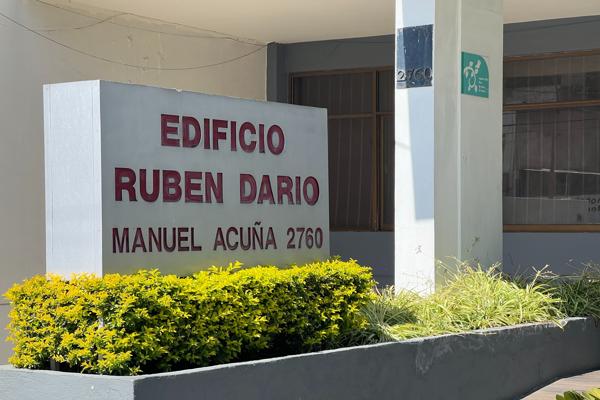 EDIFICIO
RUBEN DARIO
MANUEL ACUÑA 2760
2760